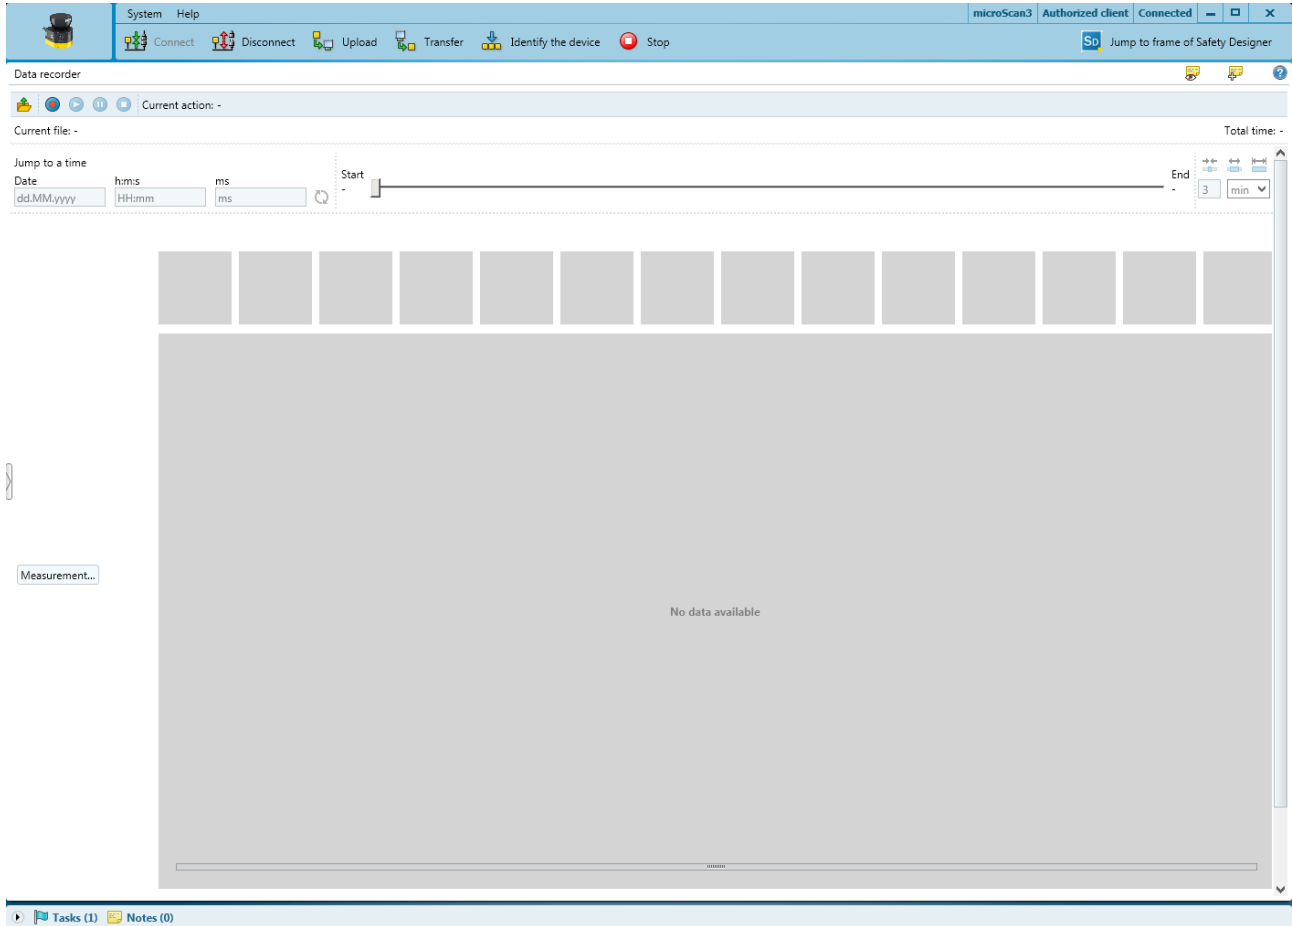 System Help
microScan3 Authorized client Connected
Connect Disconnect Upload Transfer Identify the device Stop
SD Jump to frame of Safety Designer
Data recorder
Current action: -
Current file: -
Total time: -
Jump to a time
Date h:m:s ms
dd.MM.yyyy HH:mm ms
Start
-
End
-
3 min
Measurement...
No data available
Tasks (1) Notes (0)